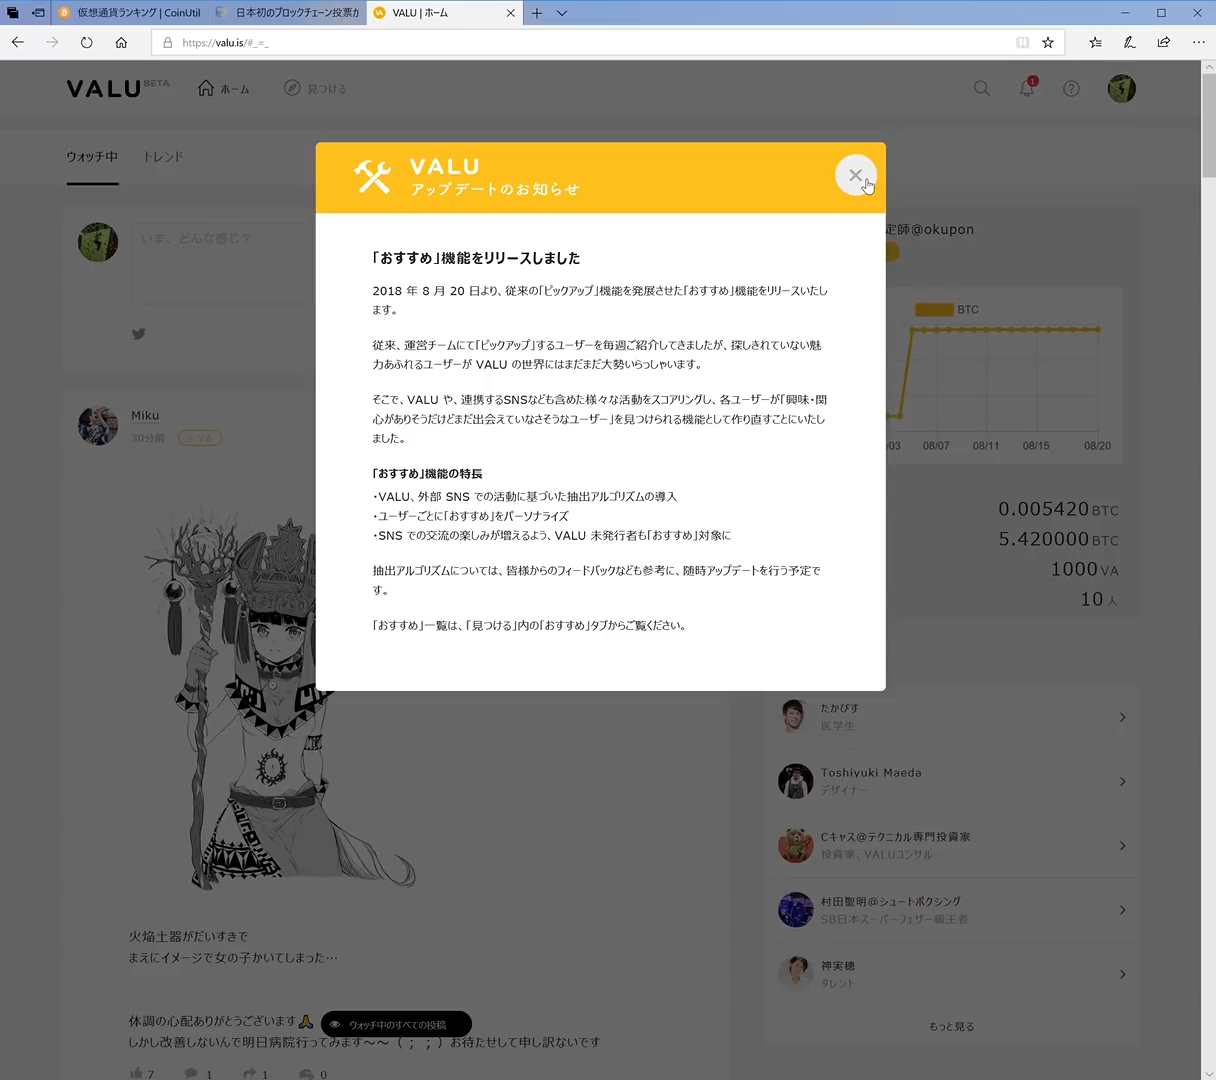 仮想通貨ランキング | CoinUtil
日本初のブロックチェーン投票が
VALU | ホーム
https://valu.is/#_=_
VALU BETA
ホーム
見つける
1
ウォッチ中
トレンド
いま、どんな感じ？
VALU
アップデートのお知らせ
「おすすめ」機能をリリースしました
2018 年 8 月 20 日より、従来の「ピックアップ」機能を発展させた「おすすめ」機能をリリースいたし
ます。
従来、運営チームにて「ピックアップ」するユーザーを毎週ご紹介してきましたが、探しきれていない魅
力あふれるユーザーが VALU の世界にはまだまだ大勢いらっしゃいます。
そこで、VALU や、連携するSNSなども含めた様々な活動をスコアリングし、各ユーザーが「興味・関
心がありそうだけどまだ出会えていなさそうなユーザー」を見つけられる機能として作り直すことにいたし
ました。
「おすすめ」機能の特長
・VALU、外部 SNS での活動に基づいた抽出アルゴリズムの導入
・ユーザーごとに「おすすめ」をパーソナライズ
・SNS での交流の楽しみが増えるよう、VALU 未発行者も「おすすめ」対象に
抽出アルゴリズムについては、皆様からのフィードバックなども参考に、随時アップデートを行う予定で
す。
「おすすめ」一覧は、「見つける」内の「おすすめ」タブからご覧ください。
定師@okupon
BTC
/03 08/07 08/11 08/15 08/20
0.005420 BTC
5.420000 BTC
1000 VA
10 人
Miku
30分前
VA
火焔土器がだいすきで
まえにイメージで女の子かいてしまった…
体調の心配ありがとうございます🙏
しかし改善しないんで明日病院行ってみます〜〜（；；）お待たせして申し訳ないです
ウォッチ中のすべての投稿
7 1 1 0
たかぴす
医学生
Toshiyuki Maeda
デザイナー
Cキャス@テクニカル専門投資家
投資家、VALUコンサル...
村田聖明@シュートボクシング
SB日本スーパーフェザー級王者
神実穂
タレント
もっと見る